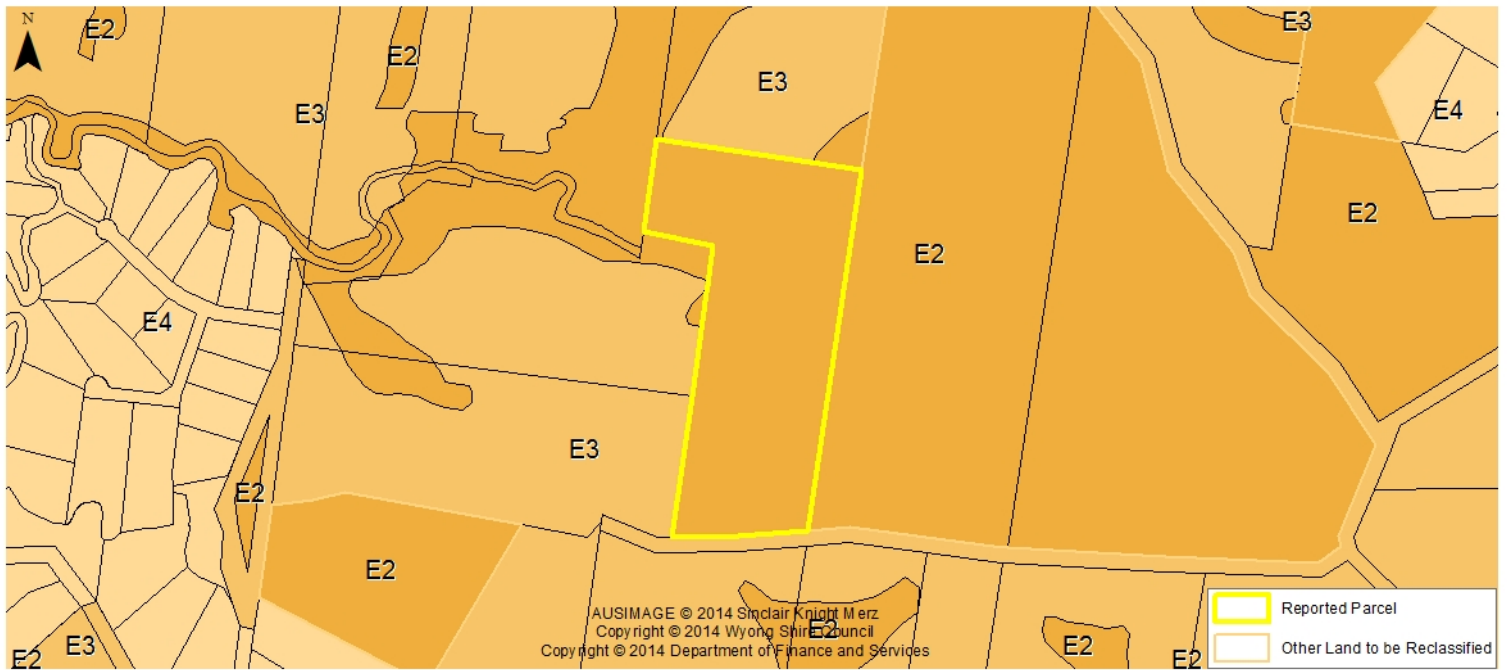 N
E2
E2
E3
E3
E3
E4
E2
E2
E4
E3
E2
E2
AUSIMAGE © 2014 Sinclair Knight Merz
Copyright © 2014 Wyong Shire Council
Copyright © 2014 Department of Finance and Services
E2
E2
E2
E3
E2
Reported Parcel
Other Land to be Reclassified